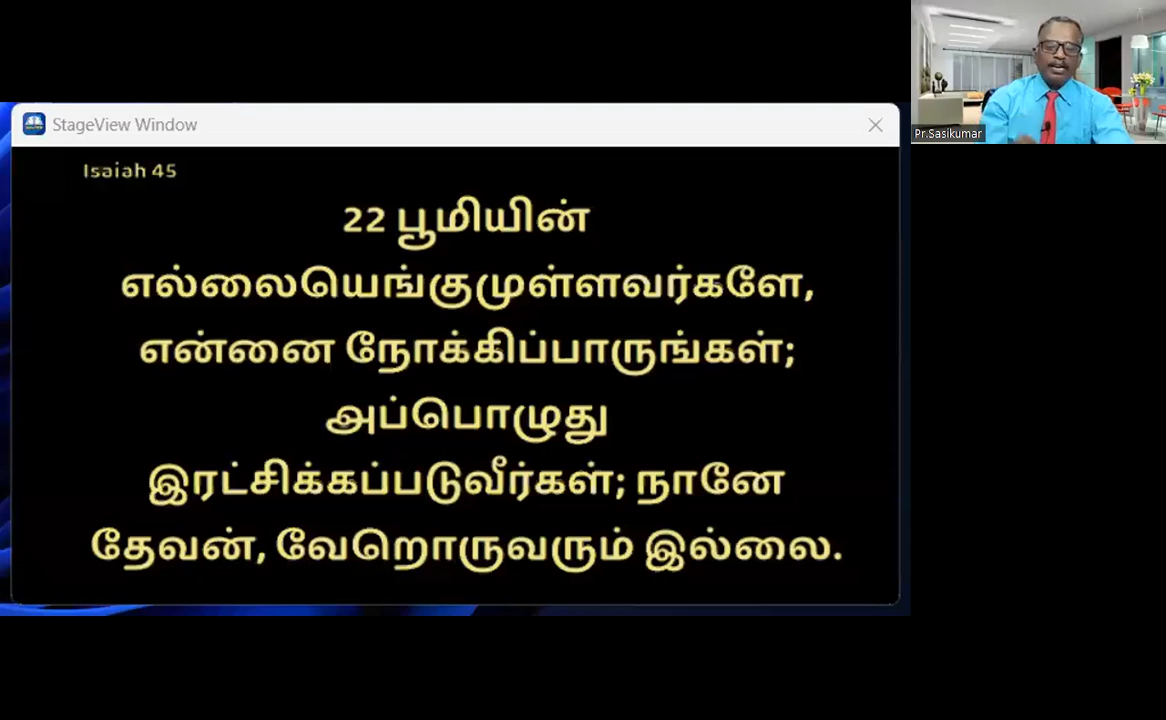 StageView Window
Isaiah 45
22 பூமியின்
எல்லையெங்குமுள்ளவர்களே,
என்னை நோக்கிப்பாருங்கள்;
அப்பொழுது
இரட்சிக்கப்படுவீர்கள்; நானே
தேவன், வேறொருவரும் இல்லை.
Pr.Sasikumar